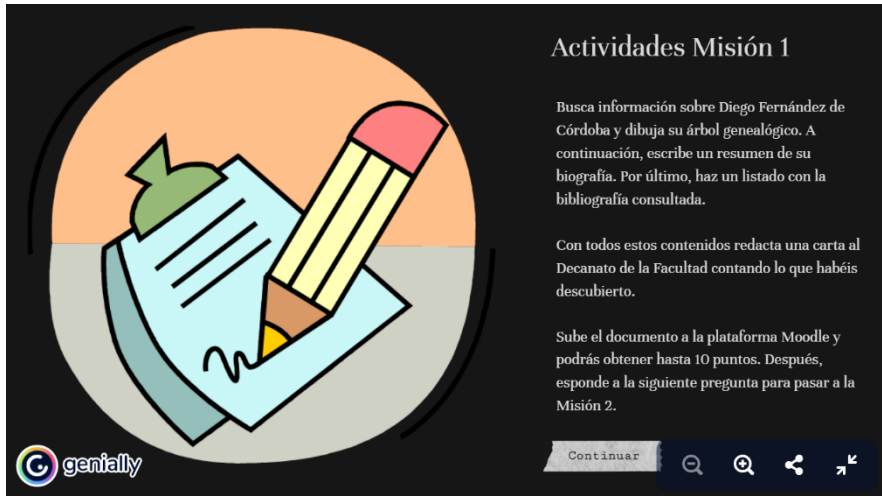 Actividades Misión 1
Busca información sobre Diego Fernández de
Córdoba y dibuja su árbol genealógico. A
continuación, escribe un resumen de su
biografía. Por último, haz un listado con la
bibliografía consultada.
Con todos estos contenidos redacta una carta al
Decanato de la Facultad contando lo que habéis
descubierto.
Sube el documento a la plataforma Moodle y
podrás obtener hasta 10 puntos. Después,
esponde a la siguiente pregunta para pasar a la
Misión 2.
Continuar
genially